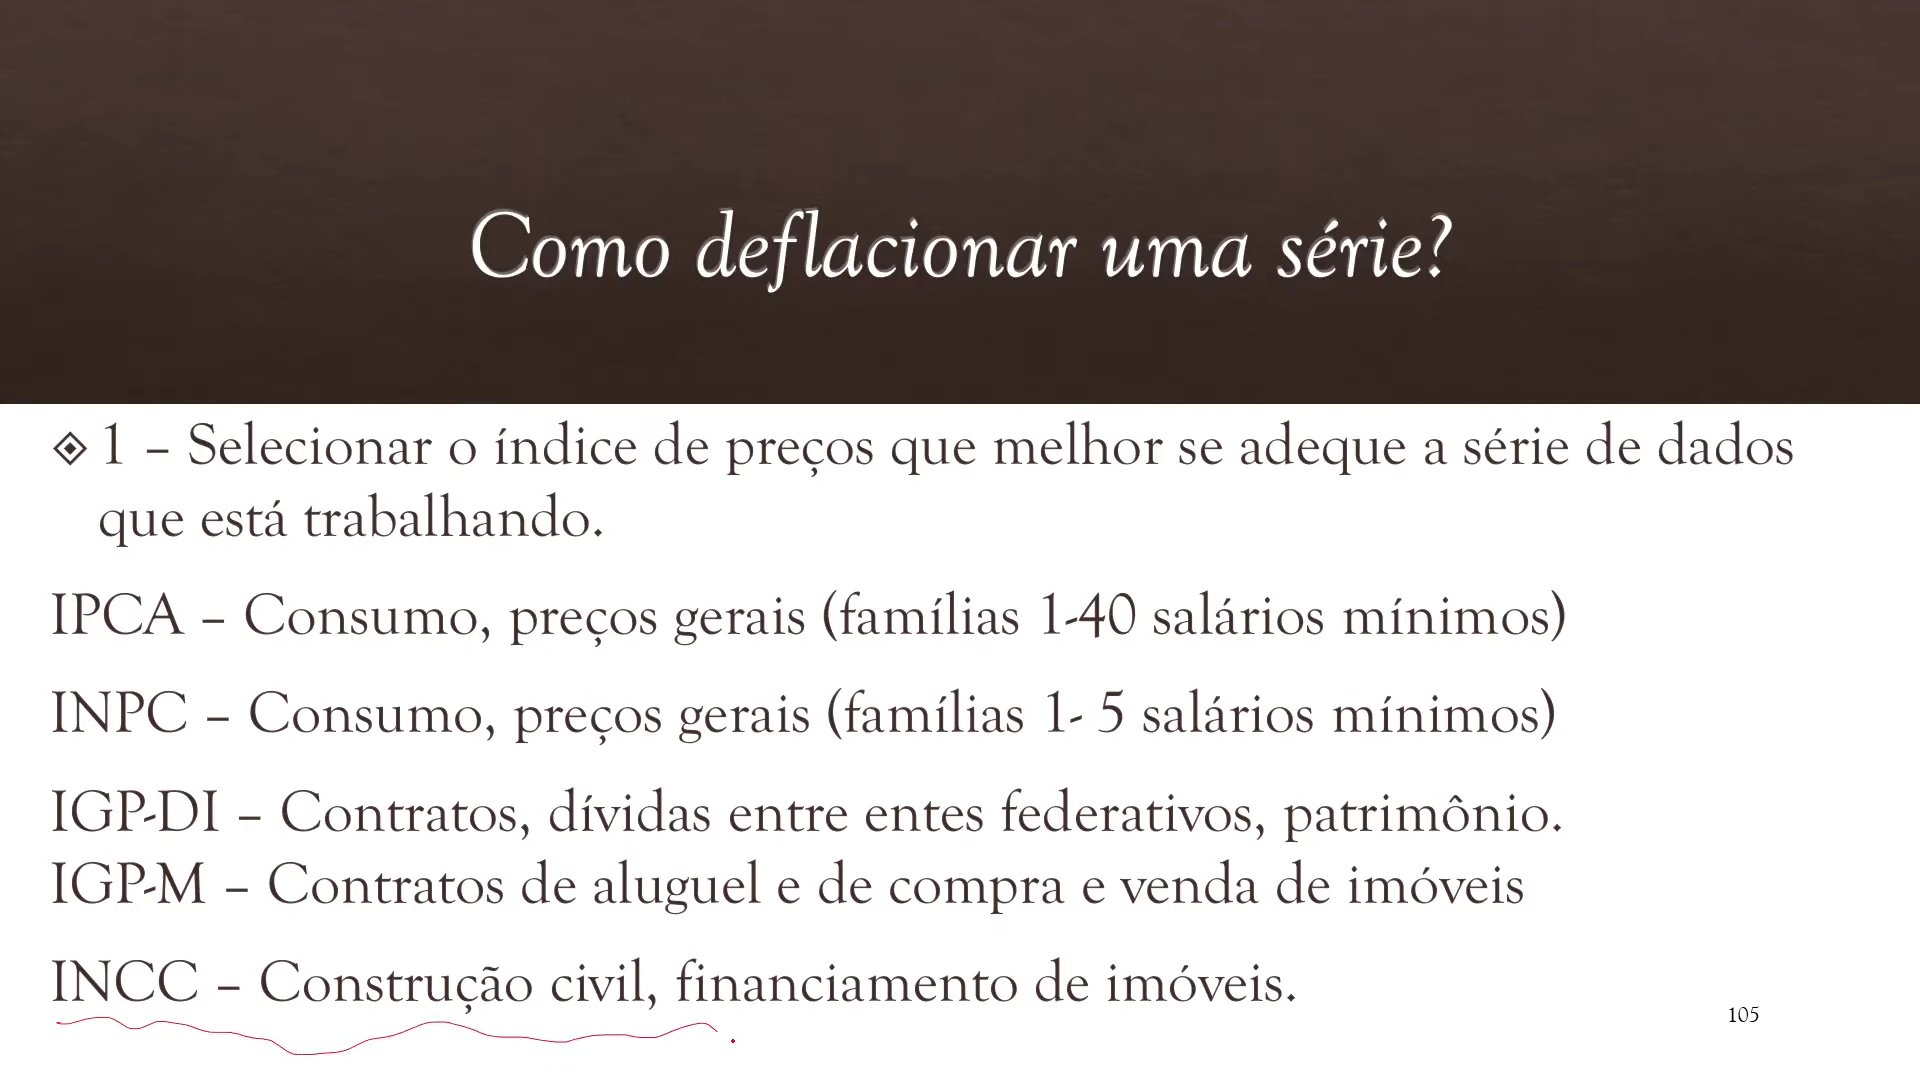 Como deflacionar uma série?
1 – Selecionar o índice de preços que melhor se adeque a série de dados
que está trabalhando.
IPCA – Consumo, preços gerais (famílias 1-40 salários mínimos)
INPC – Consumo, preços gerais (famílias 1- 5 salários mínimos)
IGP-DI – Contratos, dívidas entre entes federativos, patrimônio.
IGP-M – Contratos de aluguel e de compra e venda de imóveis
INCC – Construção civil, financiamento de imóveis.
105